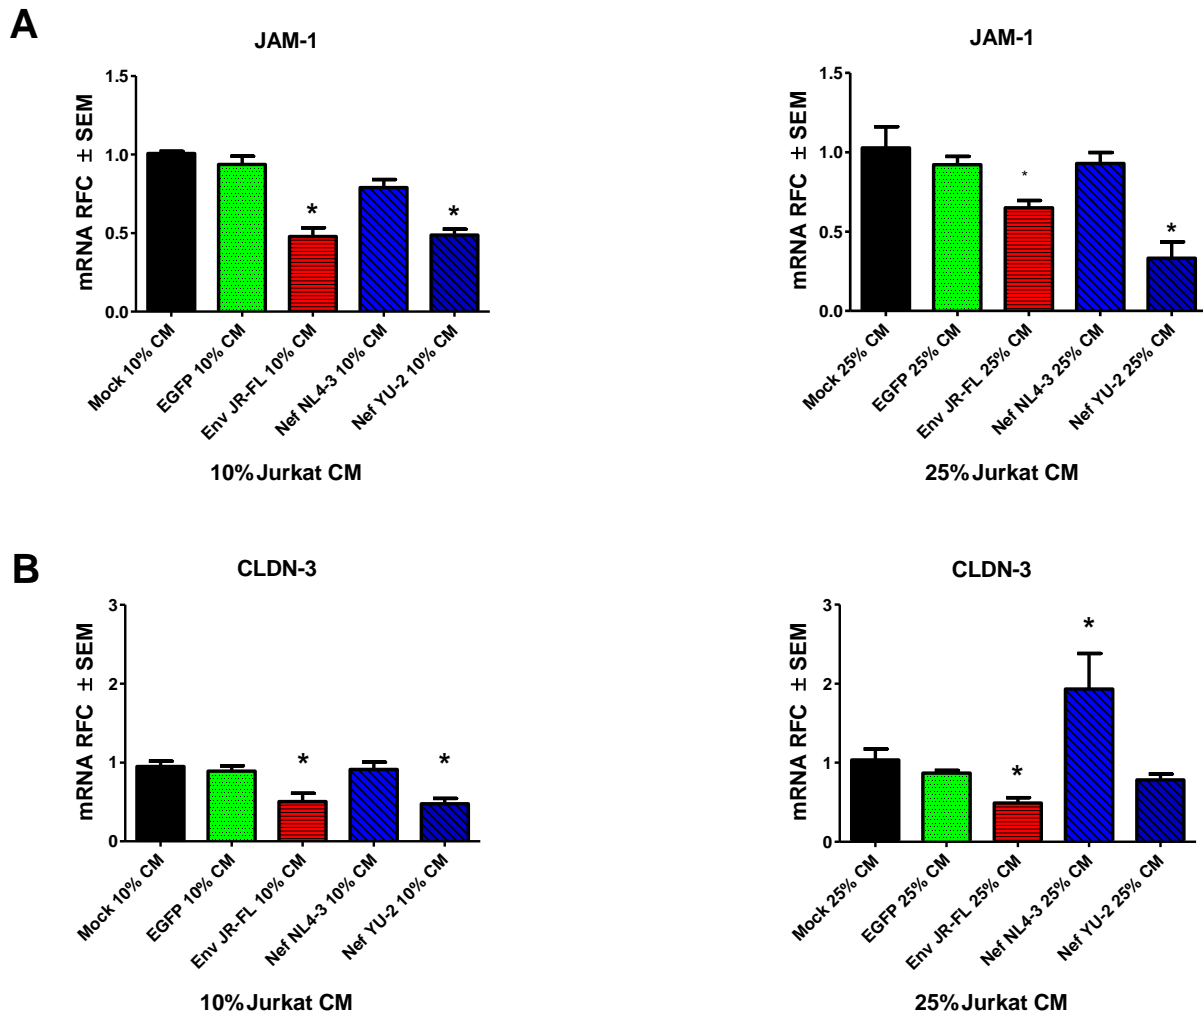 A
JAM-1
mRNA RFC ± SEM
1.5
1.0
0.5
0.0
Mock 10% CM
EGFP 10% CM
Env JR-FL 10% CM
Nef NL4-3 10% CM
Nef YU-2 10% CM
*
*
10% Jurkat CM
JAM-1
mRNA RFC ± SEM
1.5
1.0
0.5
0.0
Mock 25% CM
EGFP 25% CM
Env JR-FL 25% CM
Nef NL4-3 25% CM
Nef YU-2 25% CM
*
*
25% Jurkat CM
B
CLDN-3
mRNA RFC ± SEM
3
2
1
0
Mock 10% CM
EGFP 10% CM
Env JR-FL 10% CM
Nef NL4-3 10% CM
Nef YU-2 10% CM
*
*
10% Jurkat CM
CLDN-3
mRNA RFC ± SEM
3
2
1
0
Mock 25% CM
EGFP 25% CM
Env JR-FL 25% CM
Nef NL4-3 25% CM
Nef YU-2 25% CM
*
*
25% Jurkat CM